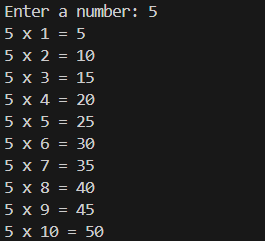 Enter a number: 5
5 x 1 = 5
5 x 2 = 10
5 x 3 = 15
5 x 4 = 20
5 x 5 = 25
5 x 6 = 30
5 x 7 = 35
5 x 8 = 40
5 x 9 = 45
5 x 10 = 50